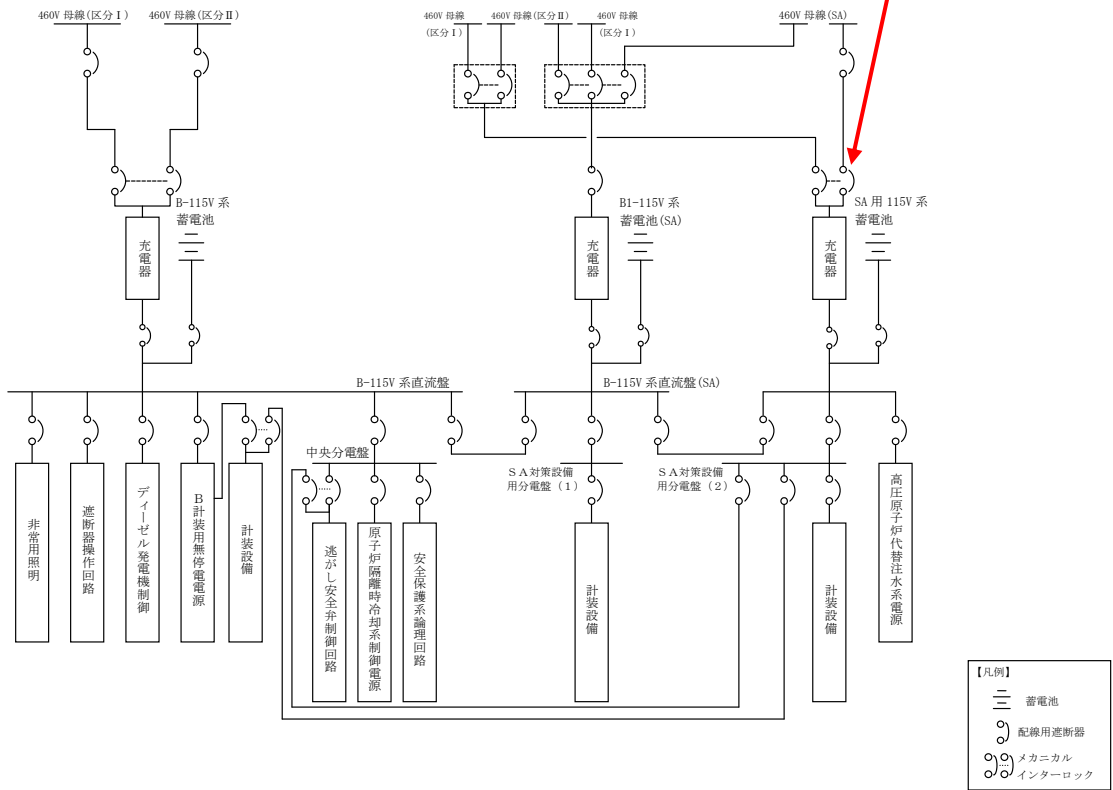 460V 母線(区分Ⅰ)
460V 母線(区分Ⅱ)
460V 母線
(区分Ⅰ)
460V 母線(区分Ⅱ)
460V 母線
(区分Ⅰ)
460V 母線(SA)
B-115V 系
蓄電池
充電器
B1-115V 系
蓄電池(SA)
充電器
SA 用 115V 系
蓄電池
充電器
B-115V 系直流盤
B-115V 系直流盤(SA)
中央分電盤
SA対策設備
用分電盤(1)
SA対策設備
用分電盤(2)
非常用照明
遮断器操作回路
ディーゼル発電機制御
B計装用無停電電源
計装設備
逃がし安全弁制御回路
原子炉隔離時冷却系制御電源
安全保護系論理回路
計装設備
計装設備
高圧原子炉代替注水系電源
【凡例】
蓄電池
配線用遮断器
メカニカル
インターロック